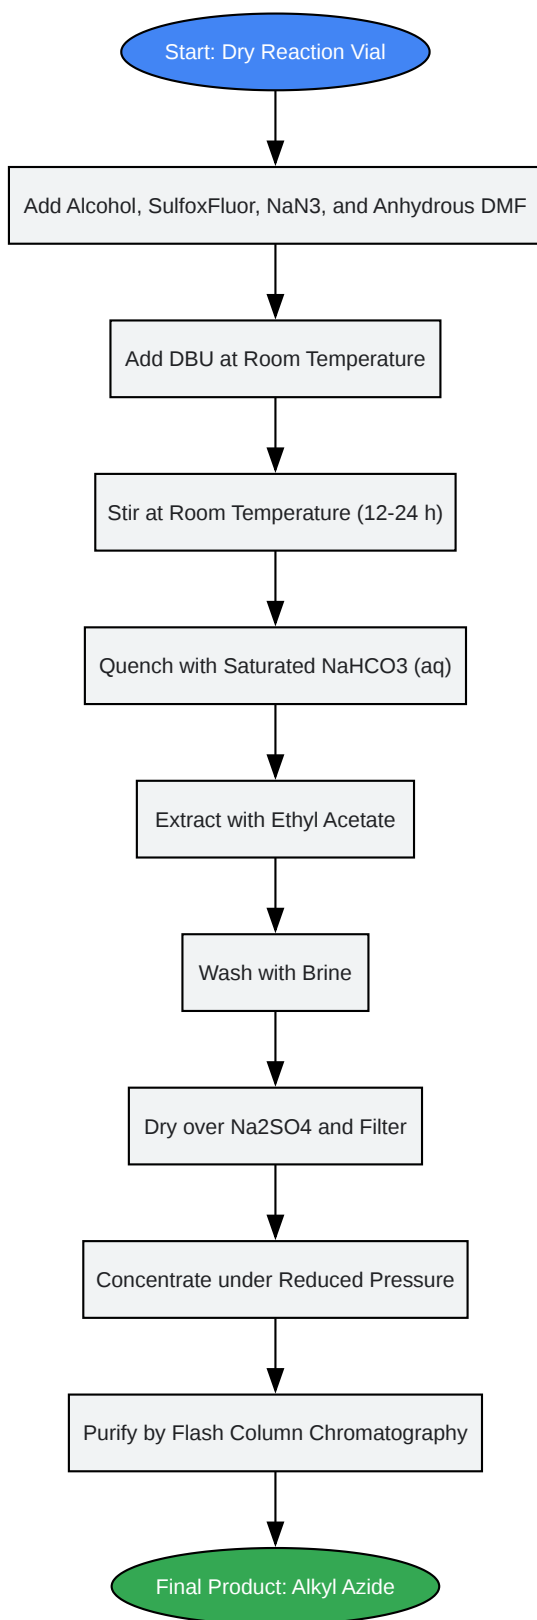 Start: Dry Reaction Vial
Add Alcohol, SulfoxFluor, NaN3, and Anhydrous DMF
Add DBU at Room Temperature
Stir at Room Temperature (12-24 h)
Quench with Saturated NaHCO3 (aq)
Extract with Ethyl Acetate
Wash with Brine
Dry over Na2SO4 and Filter
Concentrate under Reduced Pressure
Purify by Flash Column Chromatography
Final Product: Alkyl Azide